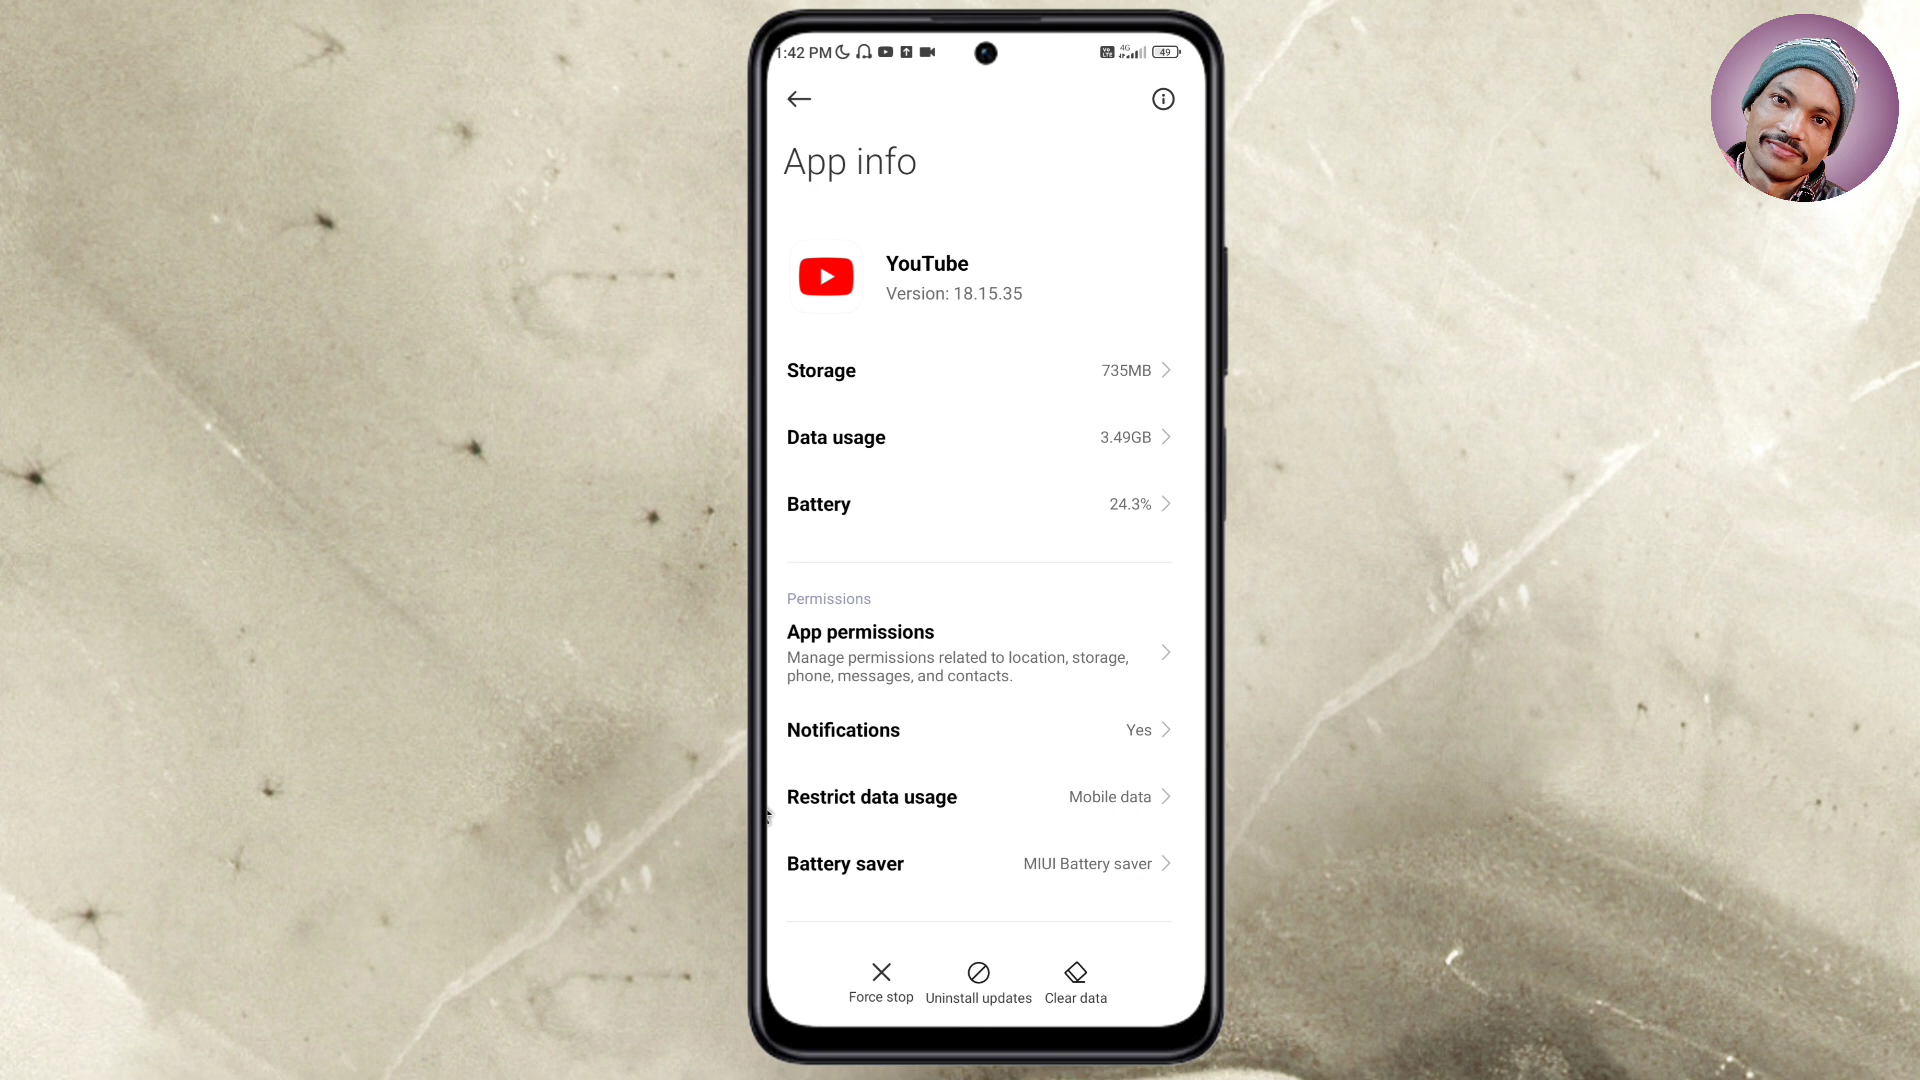 1:42 PM
4G
49
App info
YouTube
Version: 18.15.35
Storage
735MB
Data usage
3.49GB
Battery
24.3%
Permissions
App permissions
Manage permissions related to location, storage,
phone, messages, and contacts.
Notifications
Yes
Restrict data usage
Mobile data
Battery saver
MIUI Battery saver
Force stop
Uninstall updates
Clear data